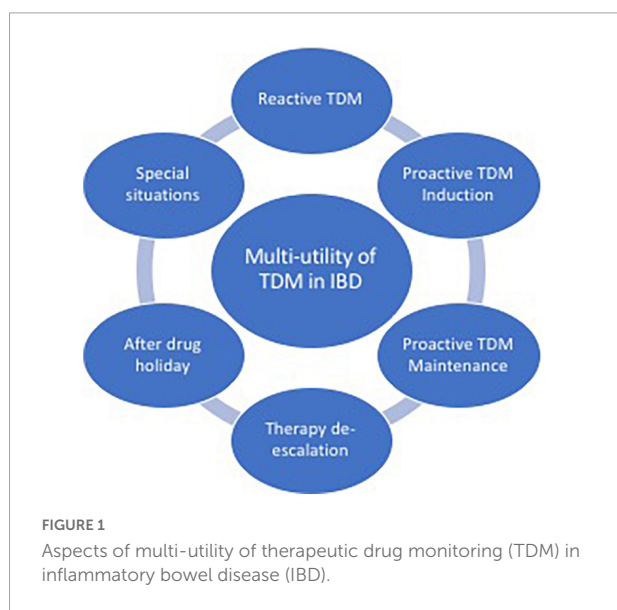 Reactive TDM
Proactive TDM
Induction
Proactive TDM
Maintenance
Therapy de-
escalation
After drug
holiday
Special
situations
Multi-utility of
TDM in IBD
FIGURE 1
Aspects of multi-utility of therapeutic drug monitoring (TDM) in
inflammatory bowel disease (IBD).